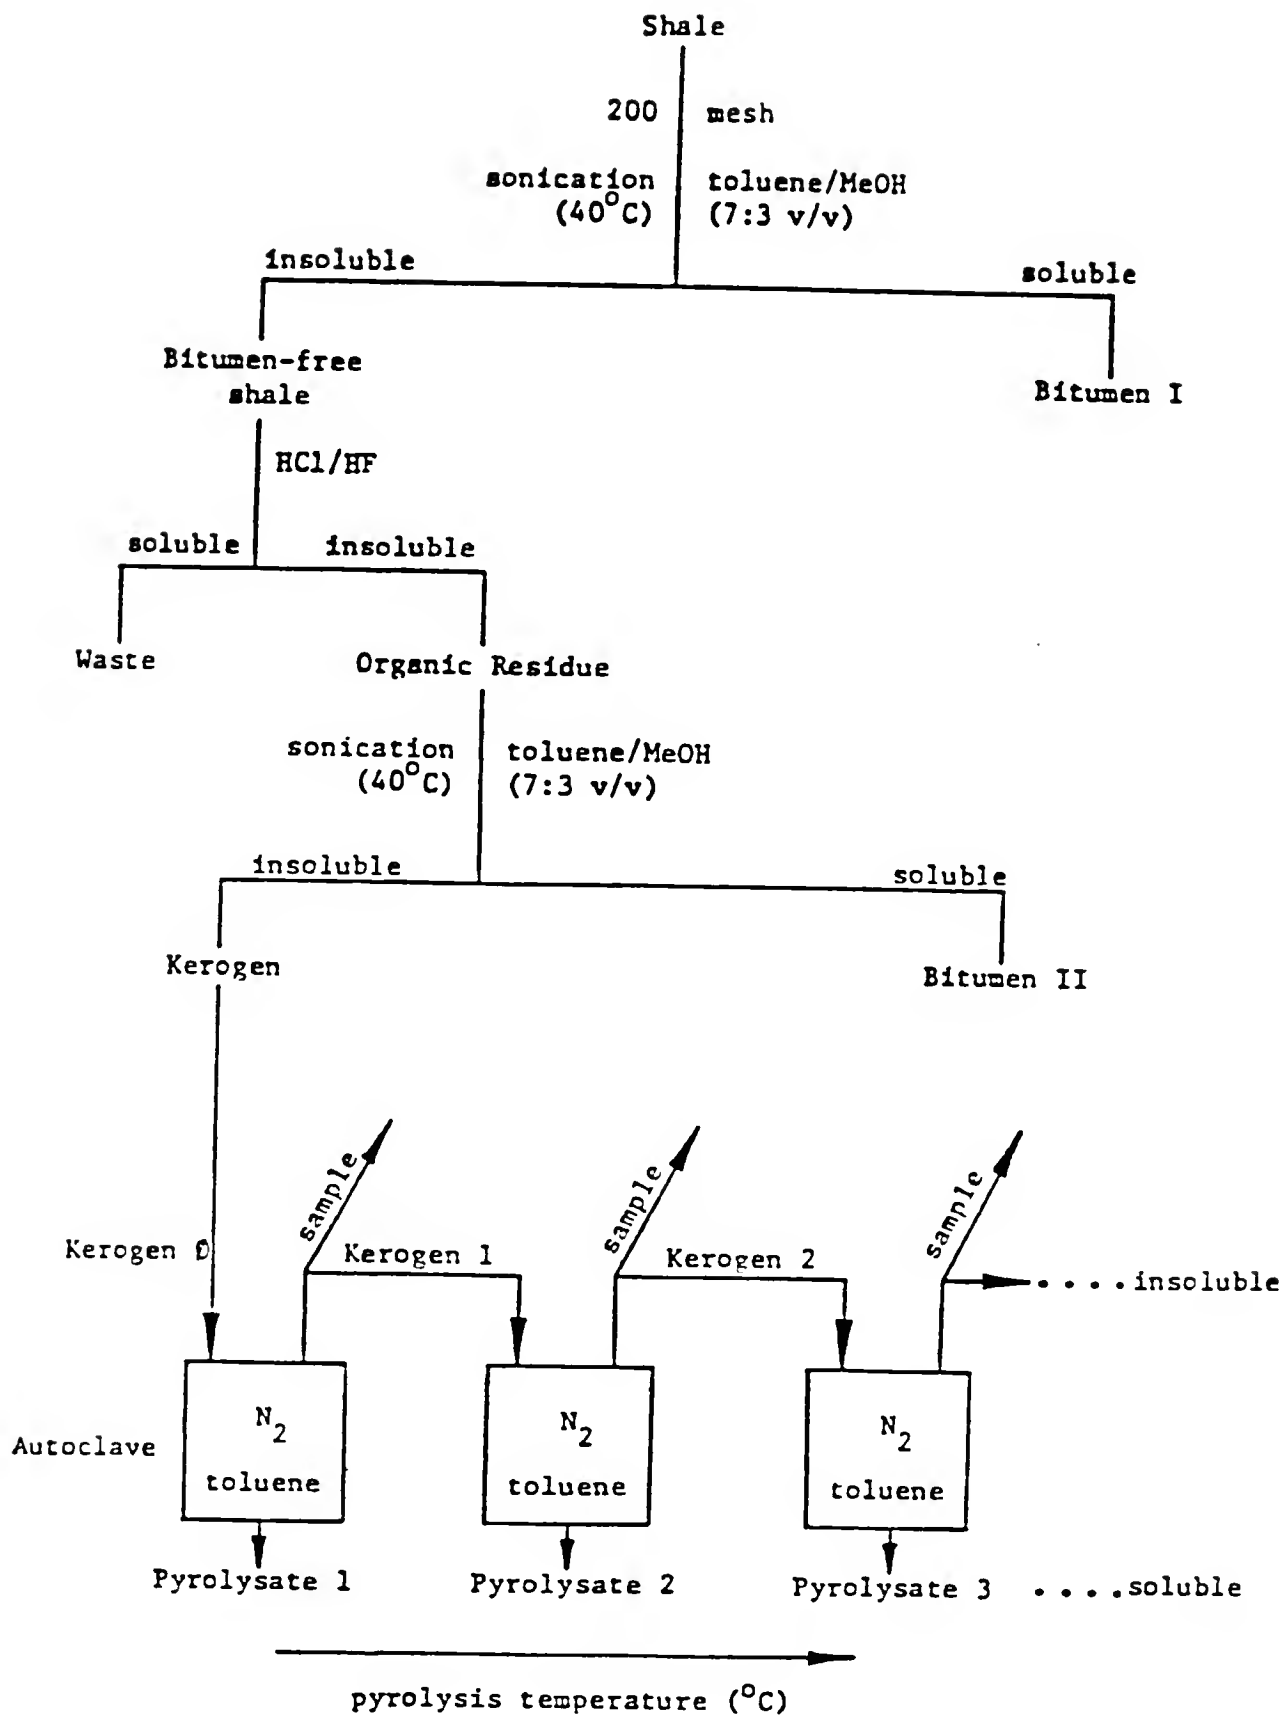 Shale
200 mesh
sonication toluene/MeOH
(40°C) (7:3 v/v)
insoluble
soluble
Bitumen-free
shale
Bitumen I
HCl/HF
soluble insoluble
Waste
Organic Residue
sonication toluene/MeOH
(40°C) (7:3 v/v)
insoluble
soluble
Kerogen
Bitumen II
sample
sample
sample
Kerogen 0
Kerogen 1
Kerogen 2
....insoluble
Autoclave
N2
toluene
N2
toluene
N2
toluene
Pyrolysate 1
Pyrolysate 2
Pyrolysate 3
....soluble
pyrolysis temperature (°C)